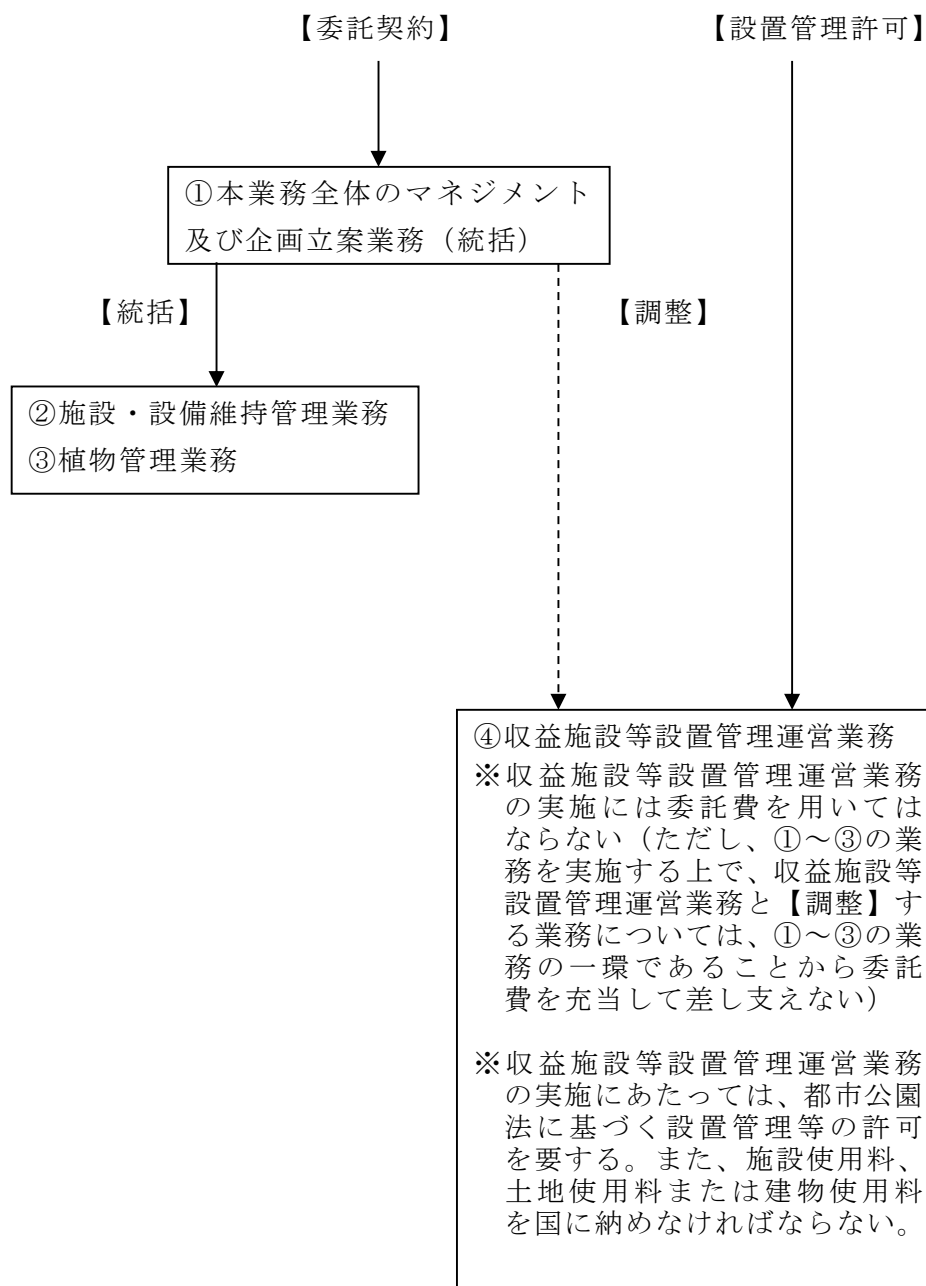 【委託契約】
【設置管理許可】
①本業務全体のマネジメント
及び企画立案業務（統括）
【統括】
【調整】
②施設・設備維持管理業務
③植物管理業務
④収益施設等設置管理運営業務
※収益施設等設置管理運営業務
の実施には委託費を用いては
ならない（ただし、①～③の業
務を実施する上で、収益施設等
設置管理運営業務と【調整】す
る業務については、①～③の業
務の一環であることから委託
費を充当して差し支えない）
※収益施設等設置管理運営業務
の実施にあたっては、都市公園
法に基づく設置管理等の許可
を要する。また、施設使用料、
土地使用料または建物使用料
を国に納めなければならない。